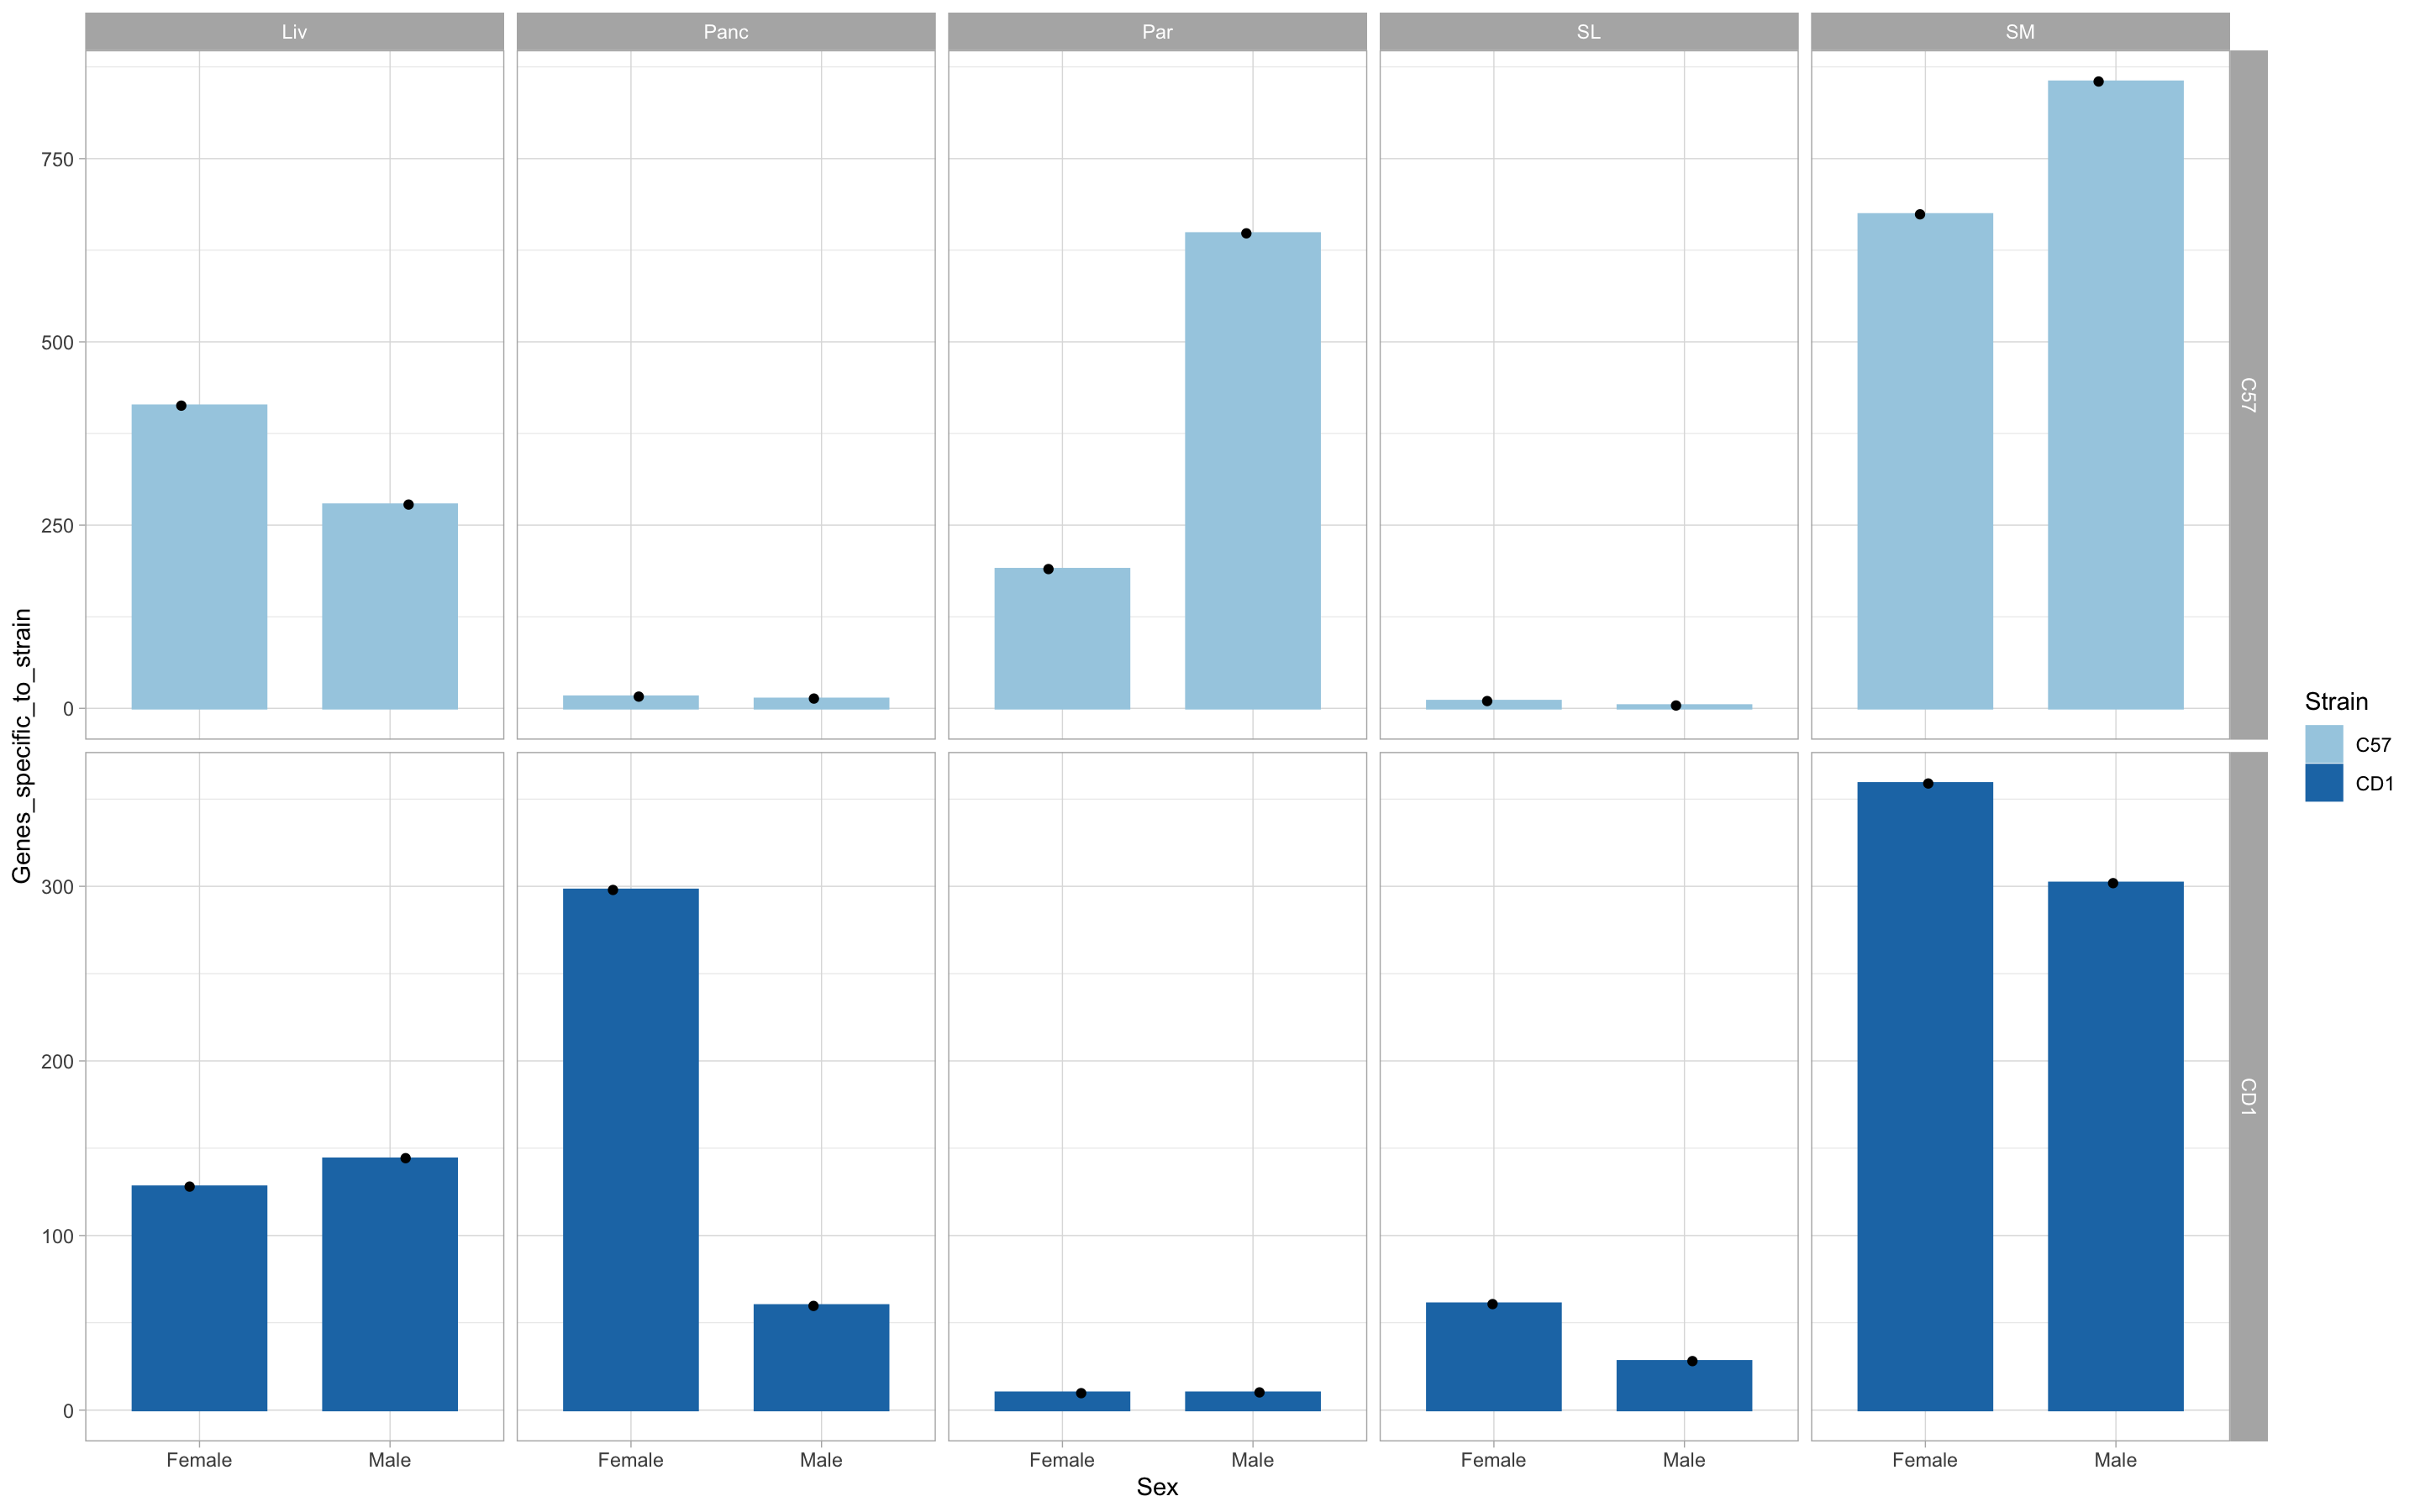 Liv Panc Par SL SM
Genes_specific_to_strain
750
500
250
0
C57
300
200
100
0
CD1
Female Male Female Male Female Male Female Male Female Male
Sex
Strain
C57
CD1